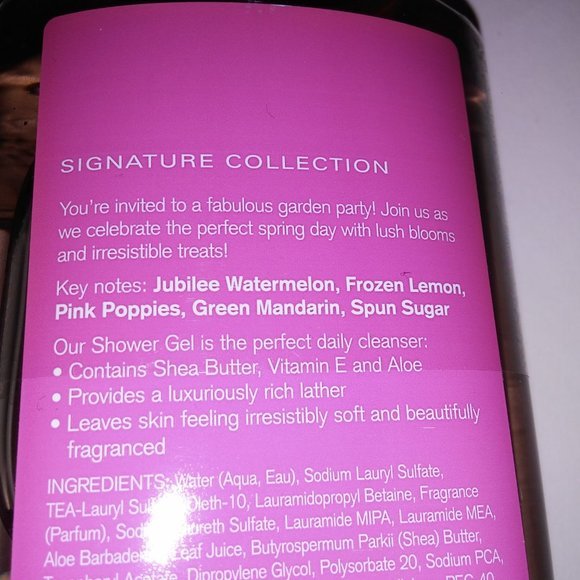 SIGNATURE COLLECTION
You're invited to a fabulous garden party! Join us as
we celebrate the perfect spring day with lush blooms
and irresistible treats!
Key notes: Jubilee Watermelon, Frozen Lemon,
Pink Poppies, Green Mandarin, Spun Sugar
Our Shower Gel is the perfect daily cleanser:
• Contains Shea Butter, Vitamin E and Aloe
• Provides a luxuriously rich lather
• Leaves skin feeling irresistibly soft and beautifully
fragranced
INGREDIENTS: Water (Aqua, Eau), Sodium Lauryl Sulfate,
TEA-Lauryl Oleth-10, Lauramidopropyl Betaine, Fragrance
(Parfum), Sulfate, Lauramide MIPA, Lauramide MEA,
Aloe Leaf Juice, Butyrospermum Parkii (Shea) Butter,
Dipropylene Glycol, Polysorbate 20, Sodium PCA,